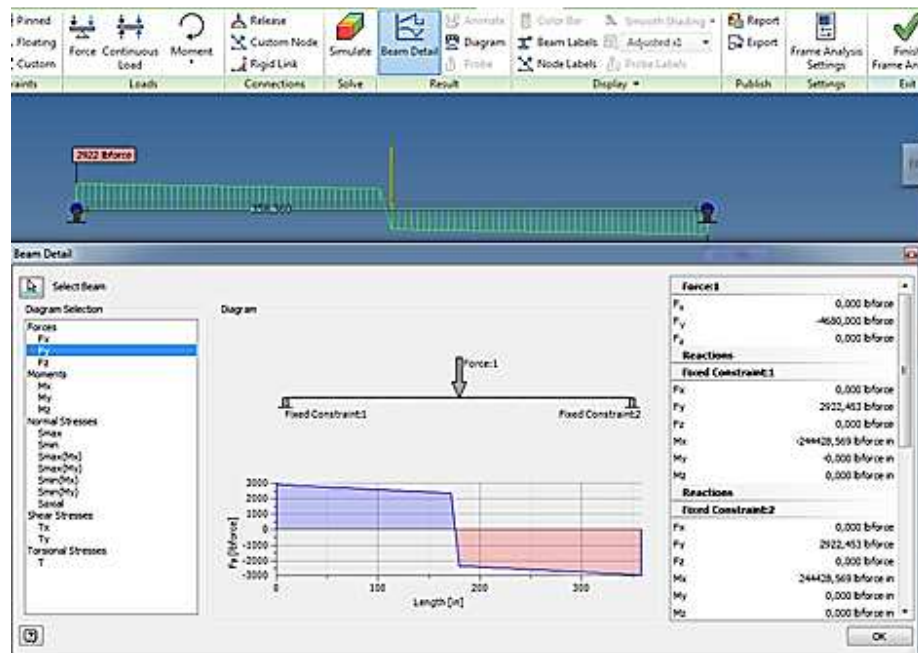 Pinned
Floating
Custom
Force
Continuous Load
Moment
Release
Custom Node
Rigid Link
Simulate
Beam Detail
Animate
Diagram
Probe
Color Bar
Smooth Shading
Beam Labels
Adjusted x1
Node Labels
Probe Labels
Report
Export
Frame Analysis Settings
Finis
Frame An
raints
Loads
Connections
Solve
Result
Display
Publish
Settings
Exit
2922 lbforce
Beam Detail
Select Beam
Diagram Selection
Forces
Fx
Fy
Fz
Moments
Mx
My
Mz
Normal Stresses
Smax
Smin
Smax(Mx)
Smax(My)
Smin(Mx)
Smin(My)
Saxial
Shear Stresses
Tx
Ty
Torsional Stresses
T
Diagram
Force:1
Fixed Constraint:1
Fixed Constraint:2
Fy [lbforce]
3000
2000
1000
0
-1000
-2000
-3000
0
100
200
300
Length [in]
Force:1
Fx 0,000 lbforce
Fy -4680,000 lbforce
Fz 0,000 lbforce
Reactions
Fixed Constraint:1
Fx 0,000 lbforce
Fy 2922,453 lbforce
Fz 0,000 lbforce
Mx -244428,569 lbforce in
My -0,000 lbforce in
Mz 0,000 lbforce in
Reactions
Fixed Constraint:2
Fx 0,000 lbforce
Fy 2922,453 lbforce
Fz 0,000 lbforce
Mx 244428,569 lbforce in
My 0,000 lbforce in
Mz 0,000 lbforce in
OK